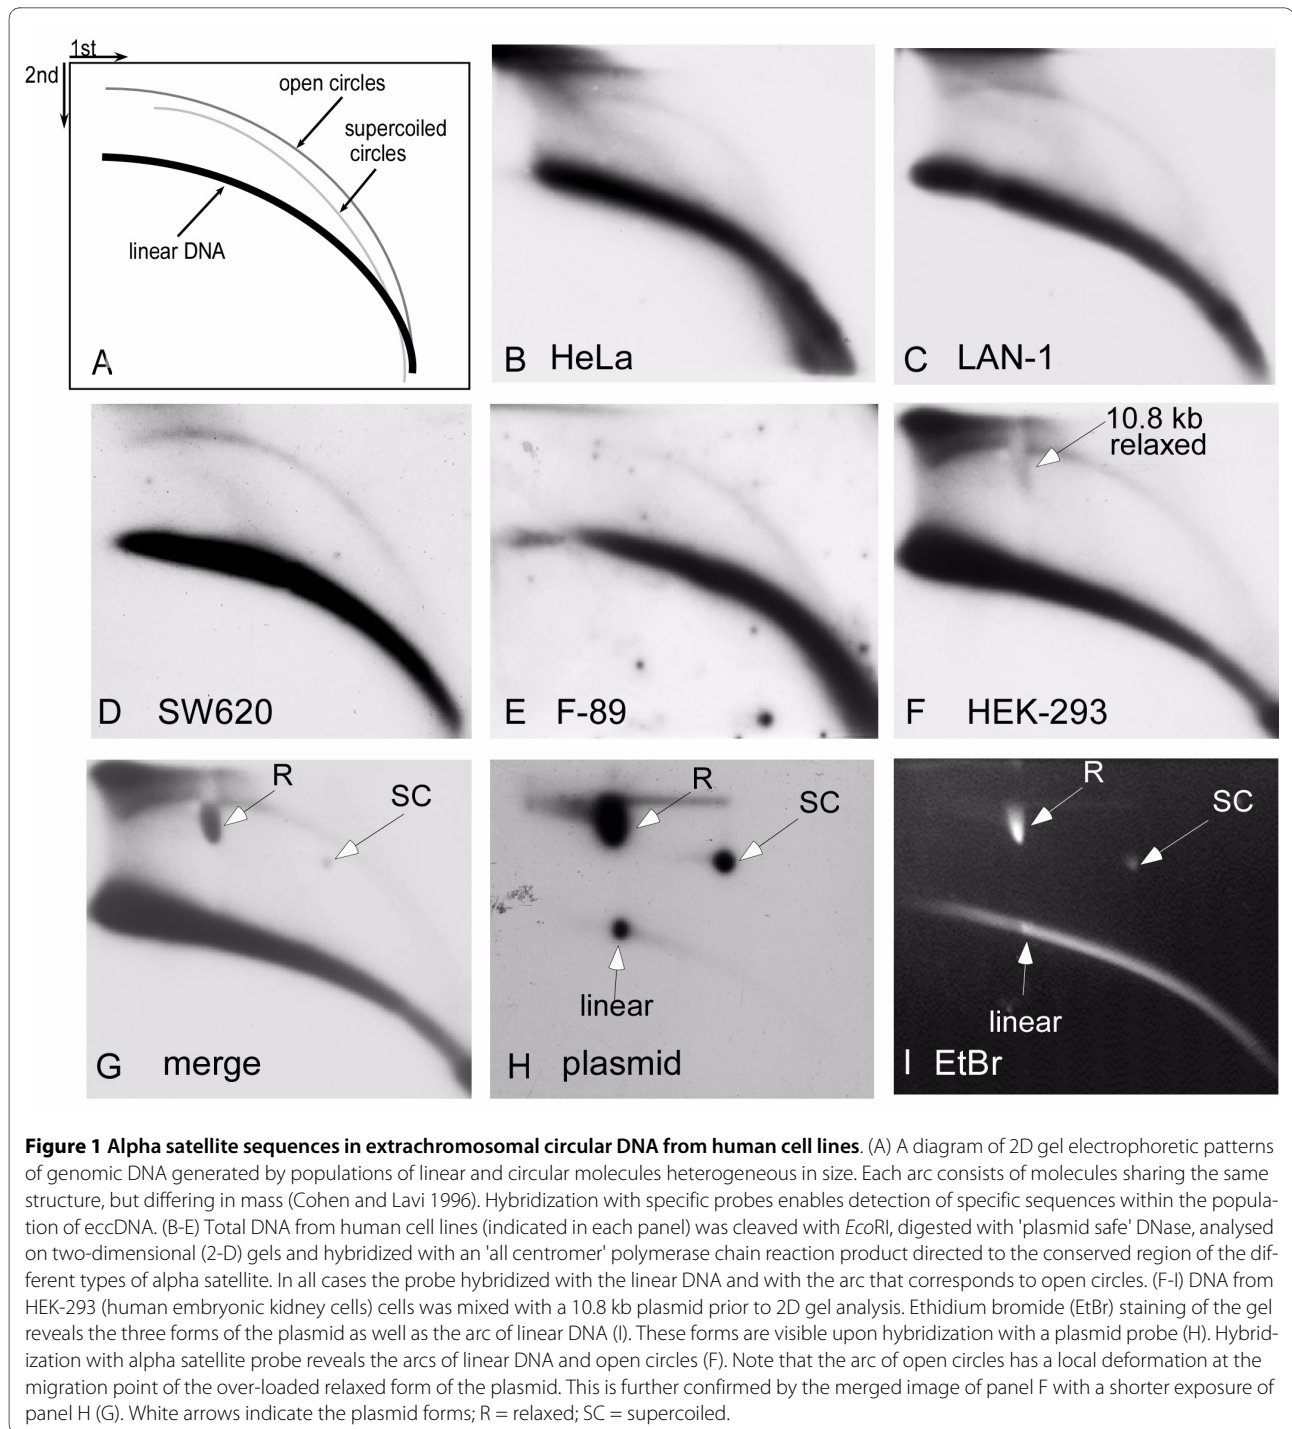 1st
2nd
open circles
supercoiled
circles
linear DNA
A
B HeLa
C LAN-1
D SW620
E F-89
10.8 kb
relaxed
F HEK-293
R
SC
G merge
R
SC
linear
H plasmid
R
SC
linear
I EtBr
Figure 1 Alpha satellite sequences in extrachromosomal circular DNA from human cell lines. (A) A diagram of 2D gel electrophoretic patterns
of genomic DNA generated by populations of linear and circular molecules heterogeneous in size. Each arc consists of molecules sharing the same
structure, but differing in mass (Cohen and Lavi 1996). Hybridization with specific probes enables detection of specific sequences within the popula-
tion of eccDNA. (B-E) Total DNA from human cell lines (indicated in each panel) was cleaved with EcoRI, digested with 'plasmid safe' DNase, analysed
on two-dimensional (2-D) gels and hybridized with an 'all centromer' polymerase chain reaction product directed to the conserved region of the dif-
ferent types of alpha satellite. In all cases the probe hybridized with the linear DNA and with the arc that corresponds to open circles. (F-I) DNA from
HEK-293 (human embryonic kidney cells) cells was mixed with a 10.8 kb plasmid prior to 2D gel analysis. Ethidium bromide (EtBr) staining of the gel
reveals the three forms of the plasmid as well as the arc of linear DNA (I). These forms are visible upon hybridization with a plasmid probe (H). Hybrid-
ization with alpha satellite probe reveals the arcs of linear DNA and open circles (F). Note that the arc of open circles has a local deformation at the
migration point of the over-loaded relaxed form of the plasmid. This is further confirmed by the merged image of panel F with a shorter exposure of
panel H (G). White arrows indicate the plasmid forms; R = relaxed; SC = supercoiled.